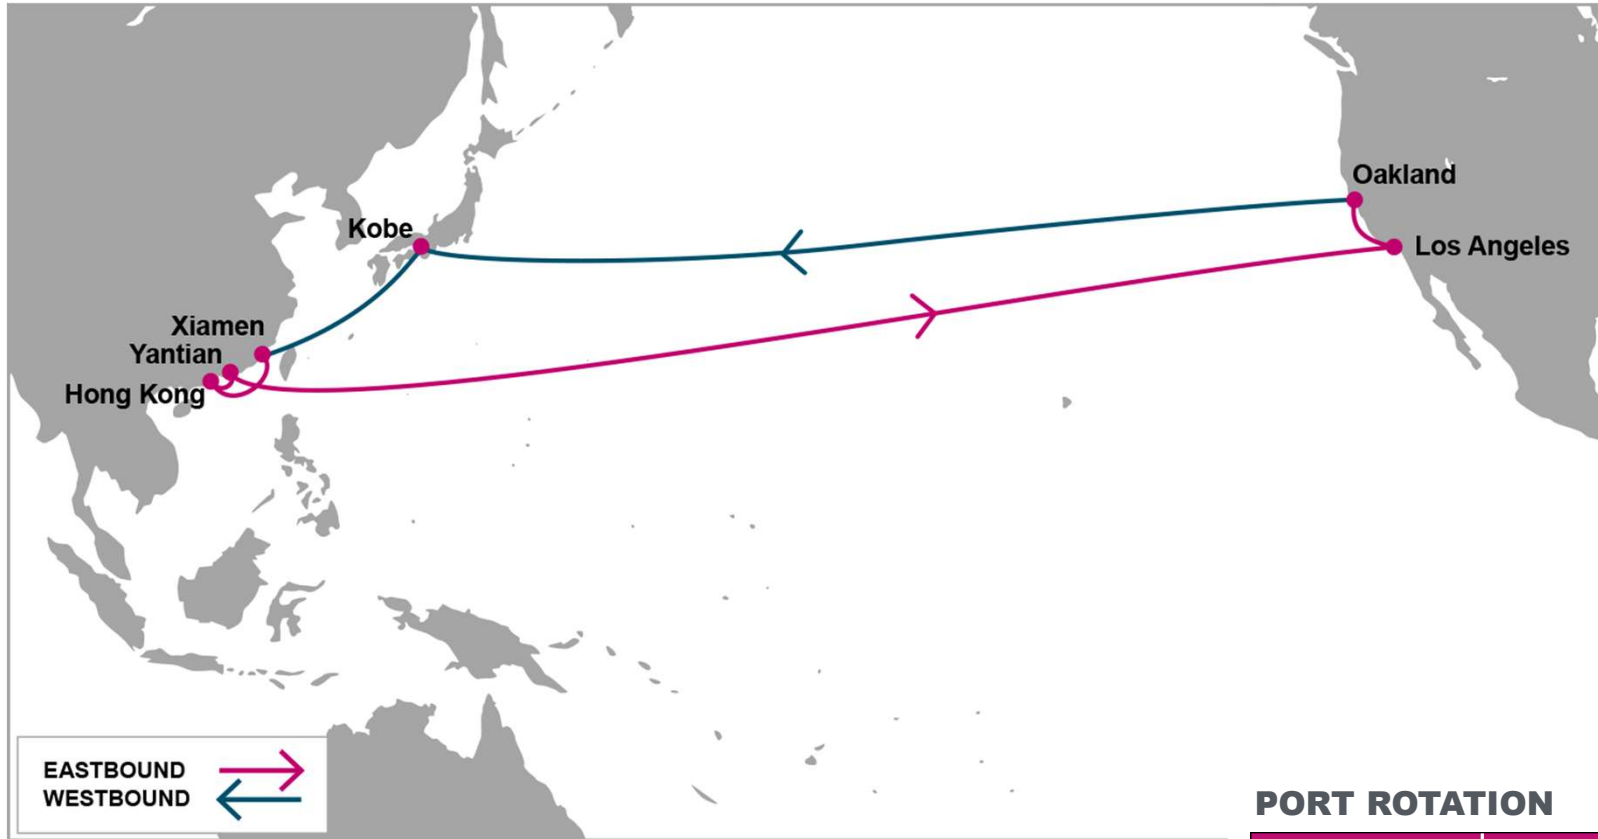 Oakland
Kobe
Los Angeles
Xiamen
Yantian
Hong Kong
EASTBOUND
WESTBOUND
PORT ROTATION